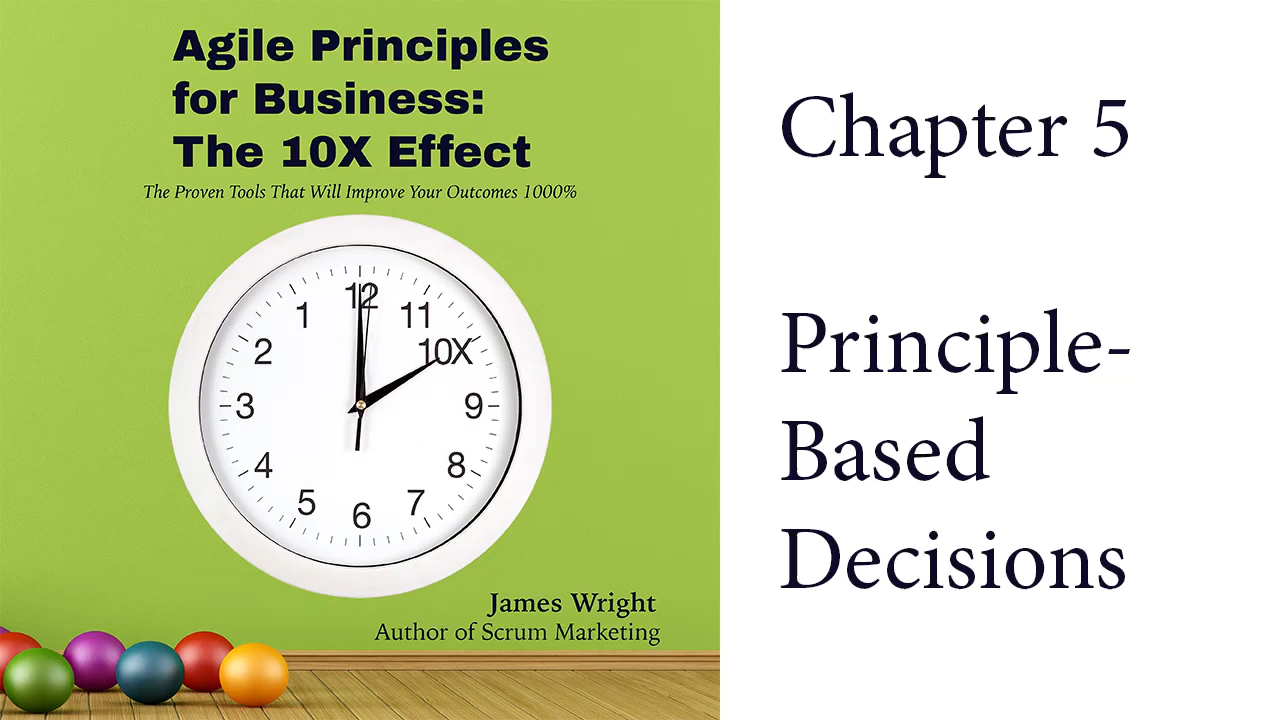 Agile Principles
for Business:
The 10X Effect
The Proven Tools That Will Improve Your Outcomes 1000%
12
1
11
2
10X
3
9
4
8
5
7
6
James Wright
Author of Scrum Marketing
Chapter 5
Principle-
Based
Decisions